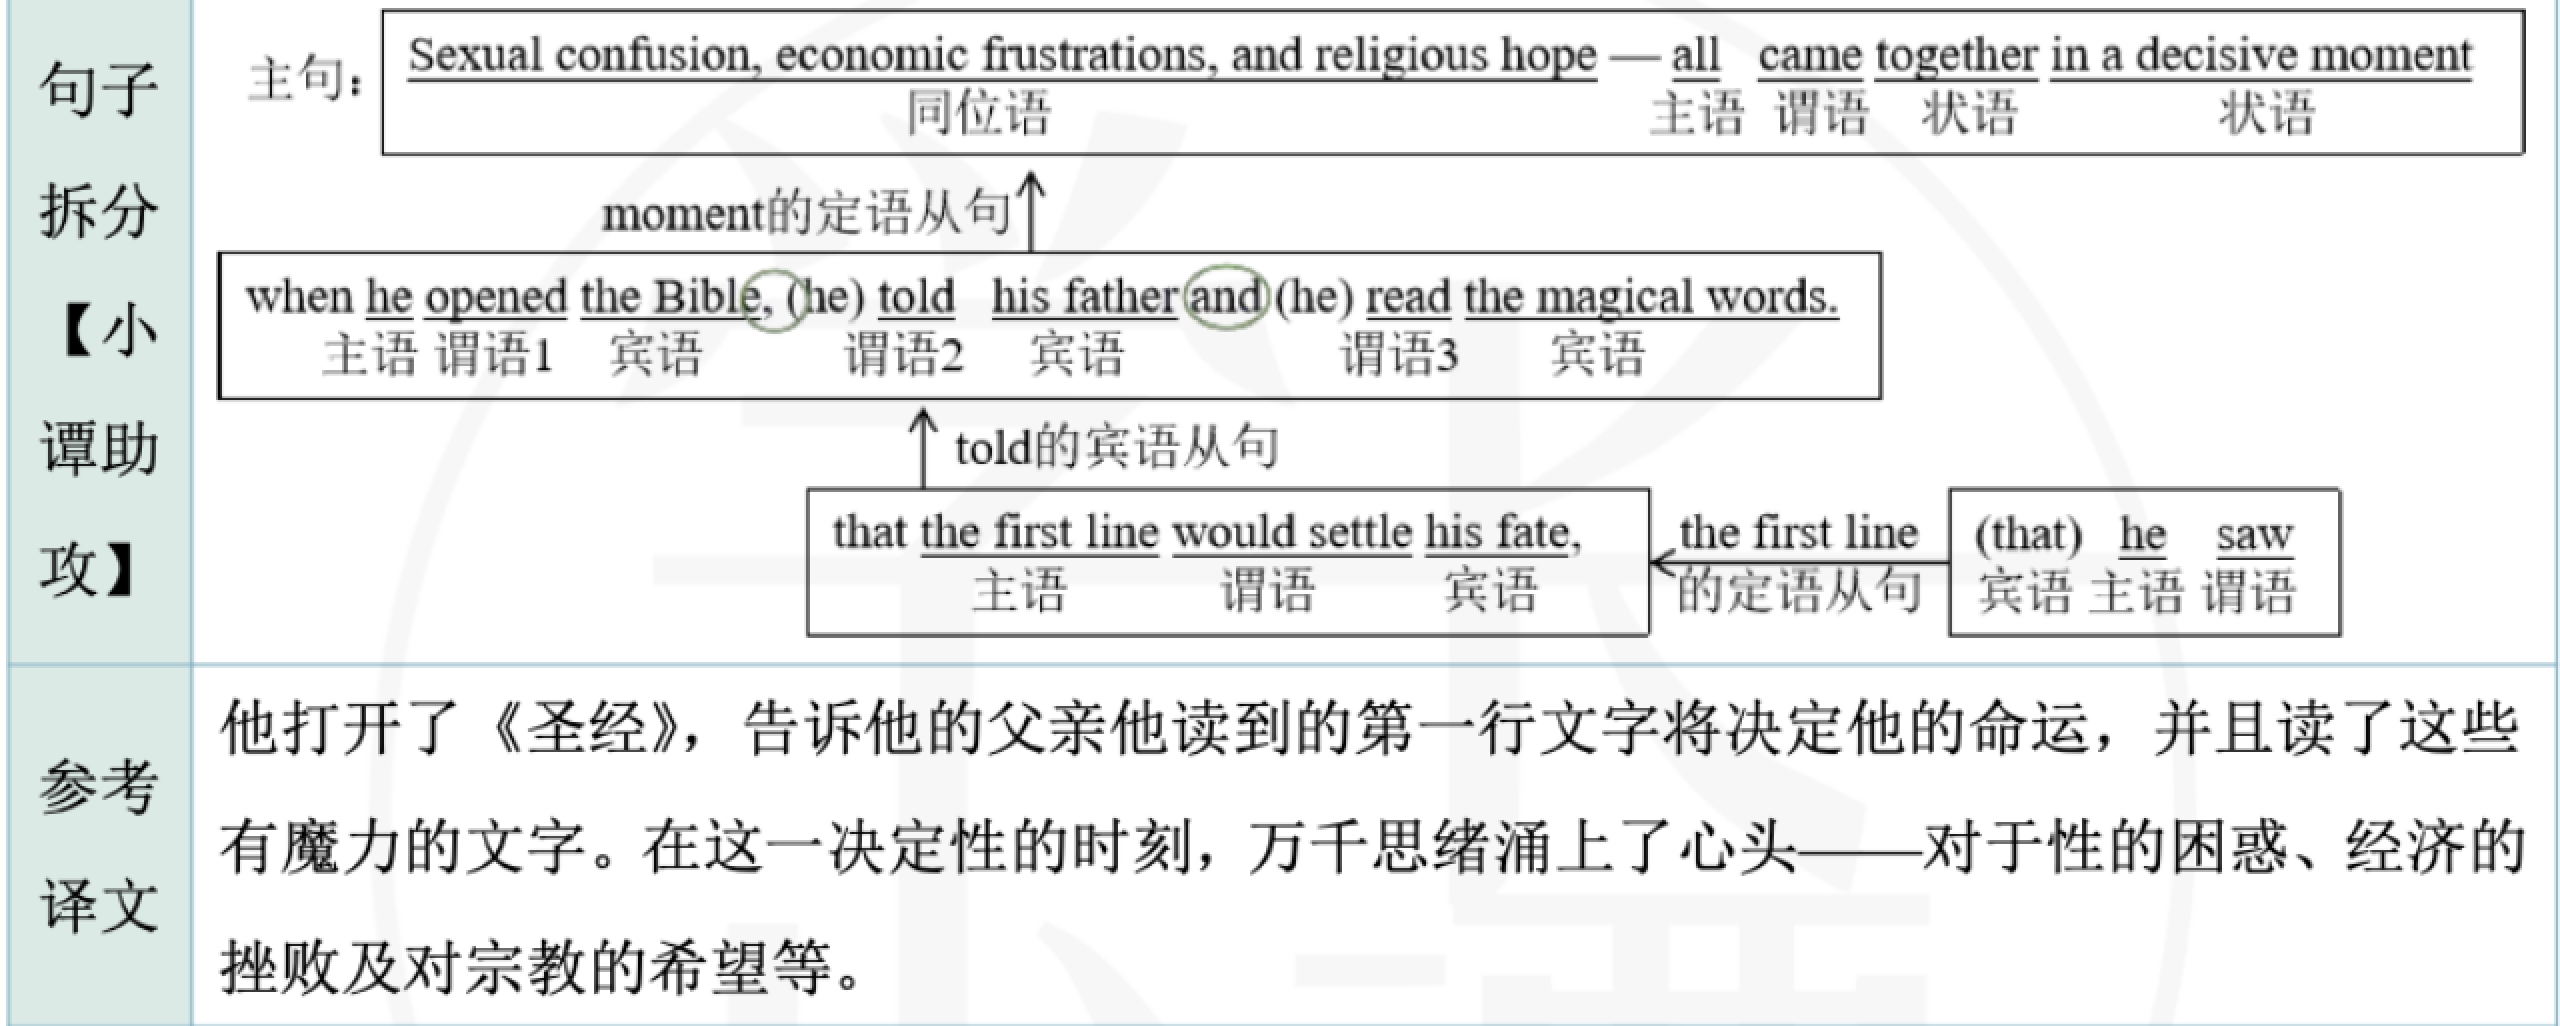 句子
拆分
【小
谭助
攻】
主句：
Sexual confusion, economic frustrations, and religious hope — all came together in a decisive moment
同位语 主语 谓语 状语 状语
moment的定语从句
when he opened the Bible, (he) told his father and (he) read the magical words.
主语 谓语1 宾语 谓语2 宾语 谓语3 宾语
told的宾语从句
that the first line would settle his fate,
主语 谓语 宾语
the first line
的定语从句
(that) he saw
宾语 主语 谓语
参考
译文
他打开了《圣经》，告诉他的父亲他读到的第一行文字将决定他的命运，并且读了这些
有魔力的文字。在这一决定性的时刻，万千思绪涌上了心头——对于性的困惑、经济的
挫败及对宗教的希望等。